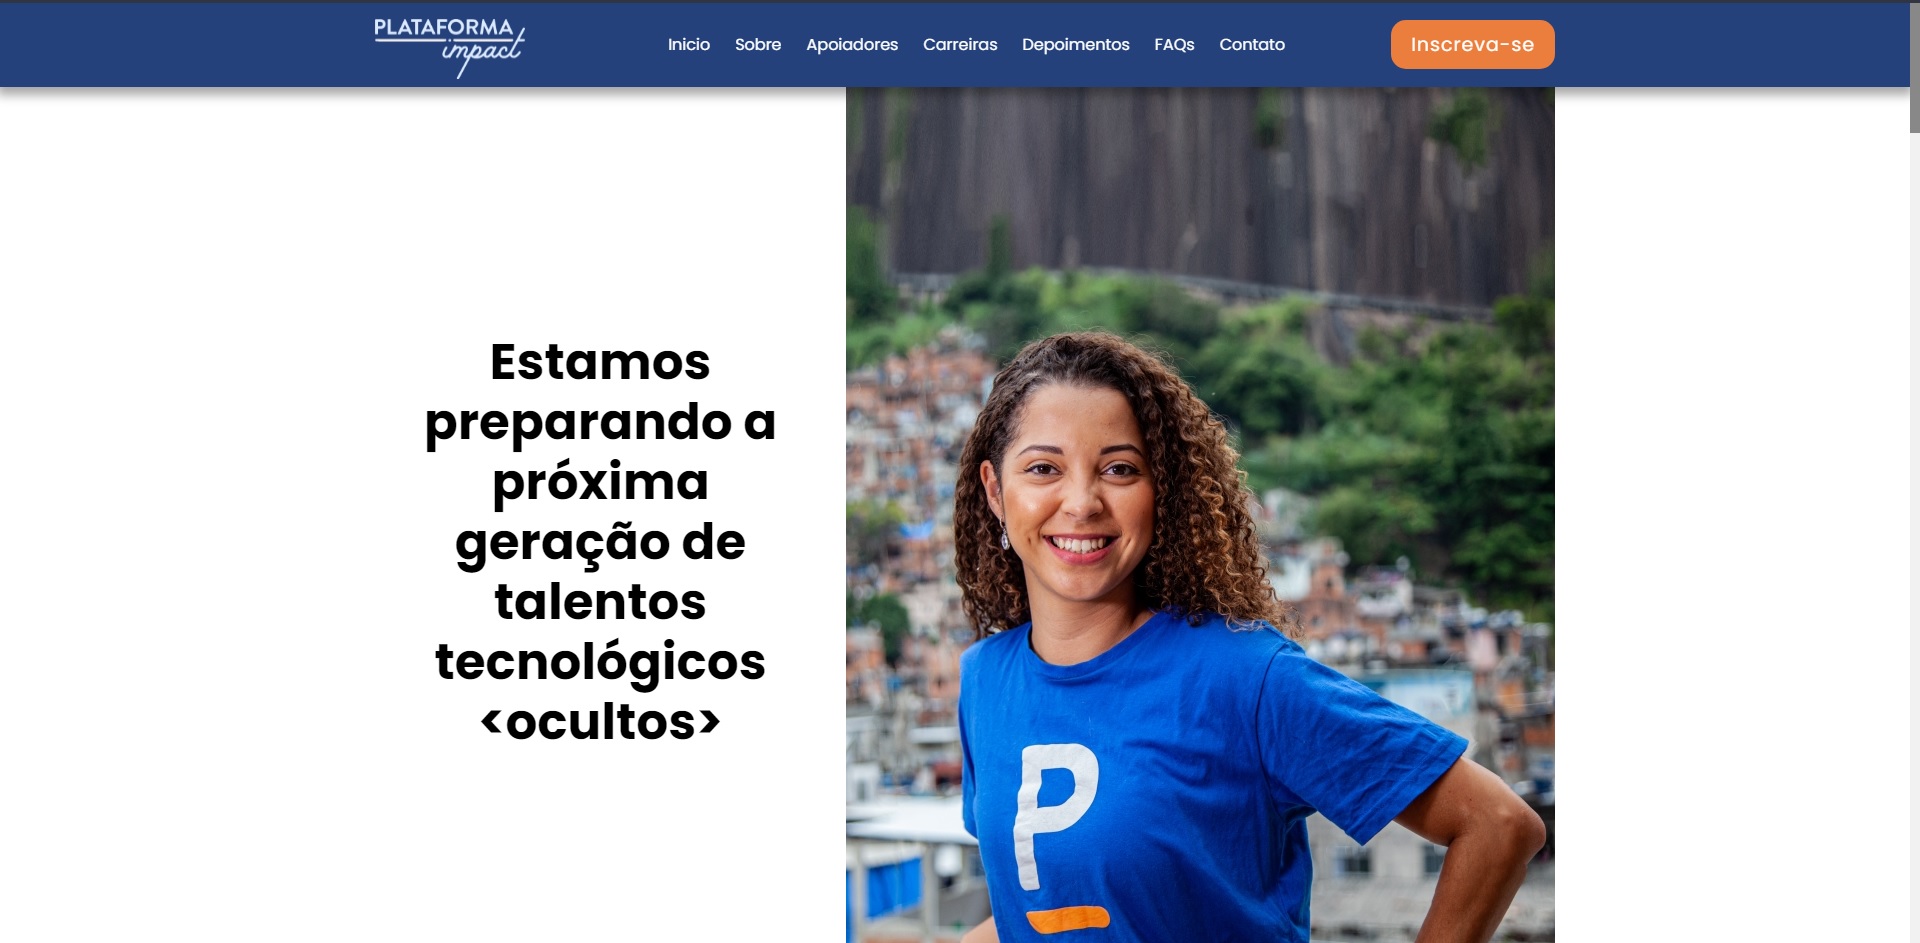 PLATAFORMA
impact
Inicio Sobre Apoiadores Carreiras Depoimentos FAQs Contato
Inscreva-se
Estamos
preparando a
próxima
geração de
talentos
tecnológicos
<ocultos>
P